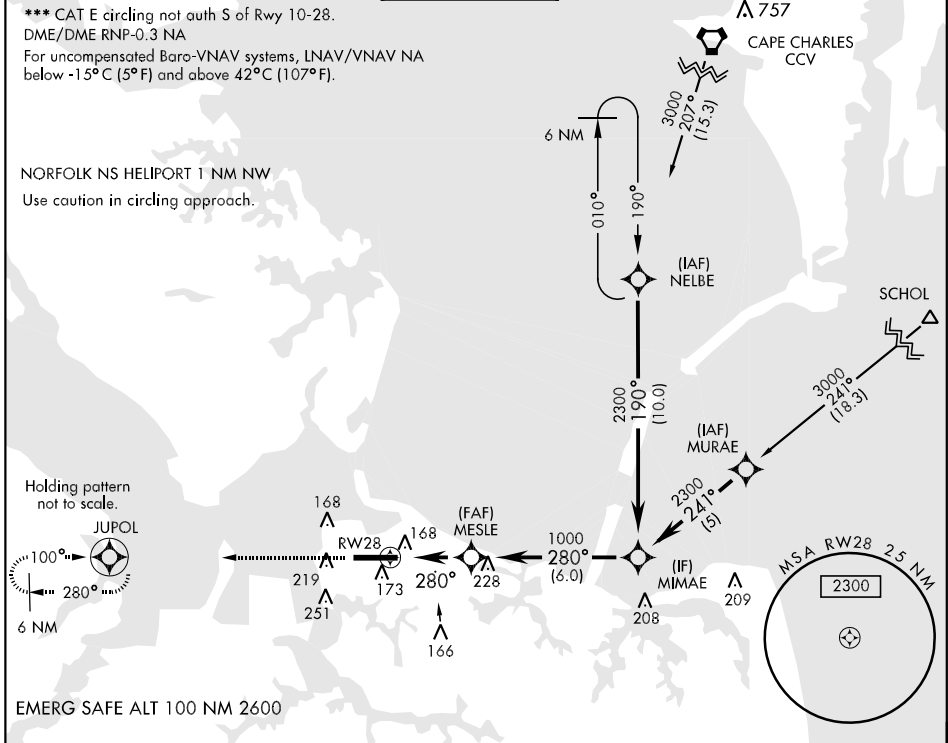 *** CAT E circling not auth S of Rwy 10-28.
DME/DME RNP-0.3 NA
For uncompensated Baro-VNAV systems, LNAV/VNAV NA
below -15°C (5°F) and above 42°C (107°F).
757
CAPE CHARLES
CCV
3000
207°
(15.3)
6 NM
NORFOLK NS HELIPORT 1 NM NW
Use caution in circling approach.
010°
190°
(IAF)
NELBE
SCHOL
3000
241°
(18.3)
2300
190°
(10.0)
(IAF)
MURAE
2300
241°
(5)
Holding pattern
not to scale.
JUPOL
100°
280°
6 NM
168
RW28
168
219
173
251
280°
166
(FAF)
MESLE
228
1000
280°
(6.0)
(IF)
MIMAE
208
209
MSA RW28 25 NM
2300
EMERG SAFE ALT 100 NM 2600